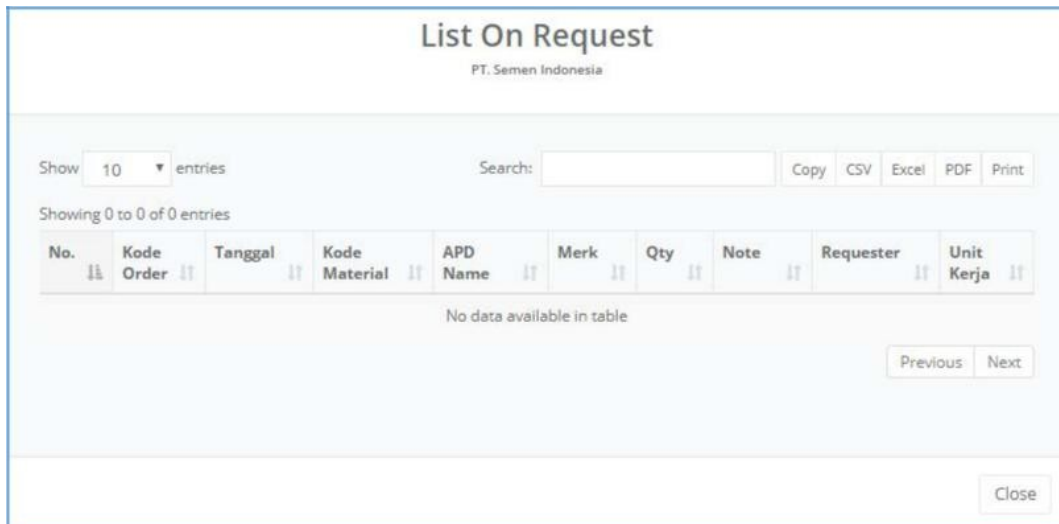 List On Request
PT. Semen Indonesia
Show 10 entries Search: Copy CSV Excel PDF Print
Showing 0 to 0 of 0 entries
No. Kode Order Tanggal Kode Material APD Name Merk Qty Note Requester Unit Kerja
No data available in table
Previous Next
Close